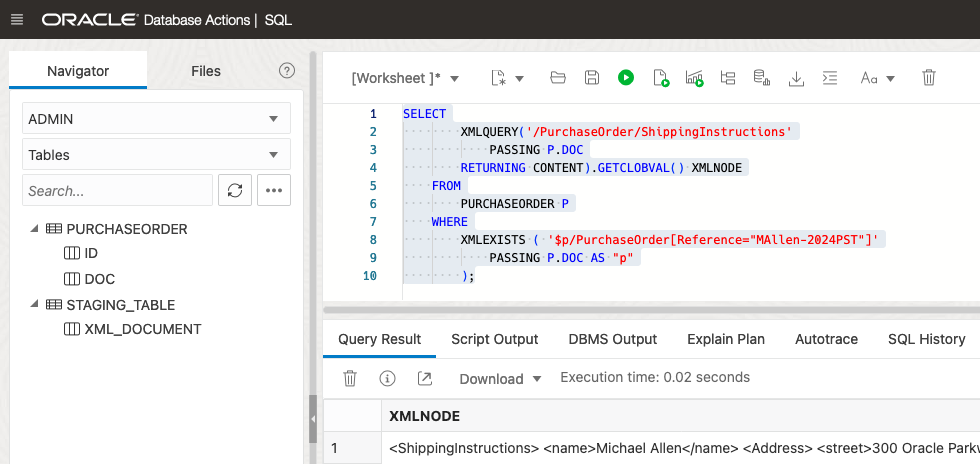 ORACLE Database Actions | SQL
Navigator
Files
?
ADMIN
Tables
Search...
PURCHASEORDER
ID
DOC
STAGING_TABLE
XML_DOCUMENT
[Worksheet ]*
Aa
1 SELECT
2 XMLQUERY('/PurchaseOrder/ShippingInstructions'
3 PASSING P.DOC
4 RETURNING CONTENT).GETCLOBVAL() XMLNODE
5 FROM
6 PURCHASEORDER P
7 WHERE
8 XMLEXISTS ( '$p/PurchaseOrder[Reference="MAllen-2024PST"]'
9 PASSING P.DOC AS "p"
10 );
Query Result
Script Output
DBMS Output
Explain Plan
Autotrace
SQL History
Download
Execution time: 0.02 seconds
XMLNODE
1 <ShippingInstructions> <name>Michael Allen</name> <Address> <street>300 Oracle